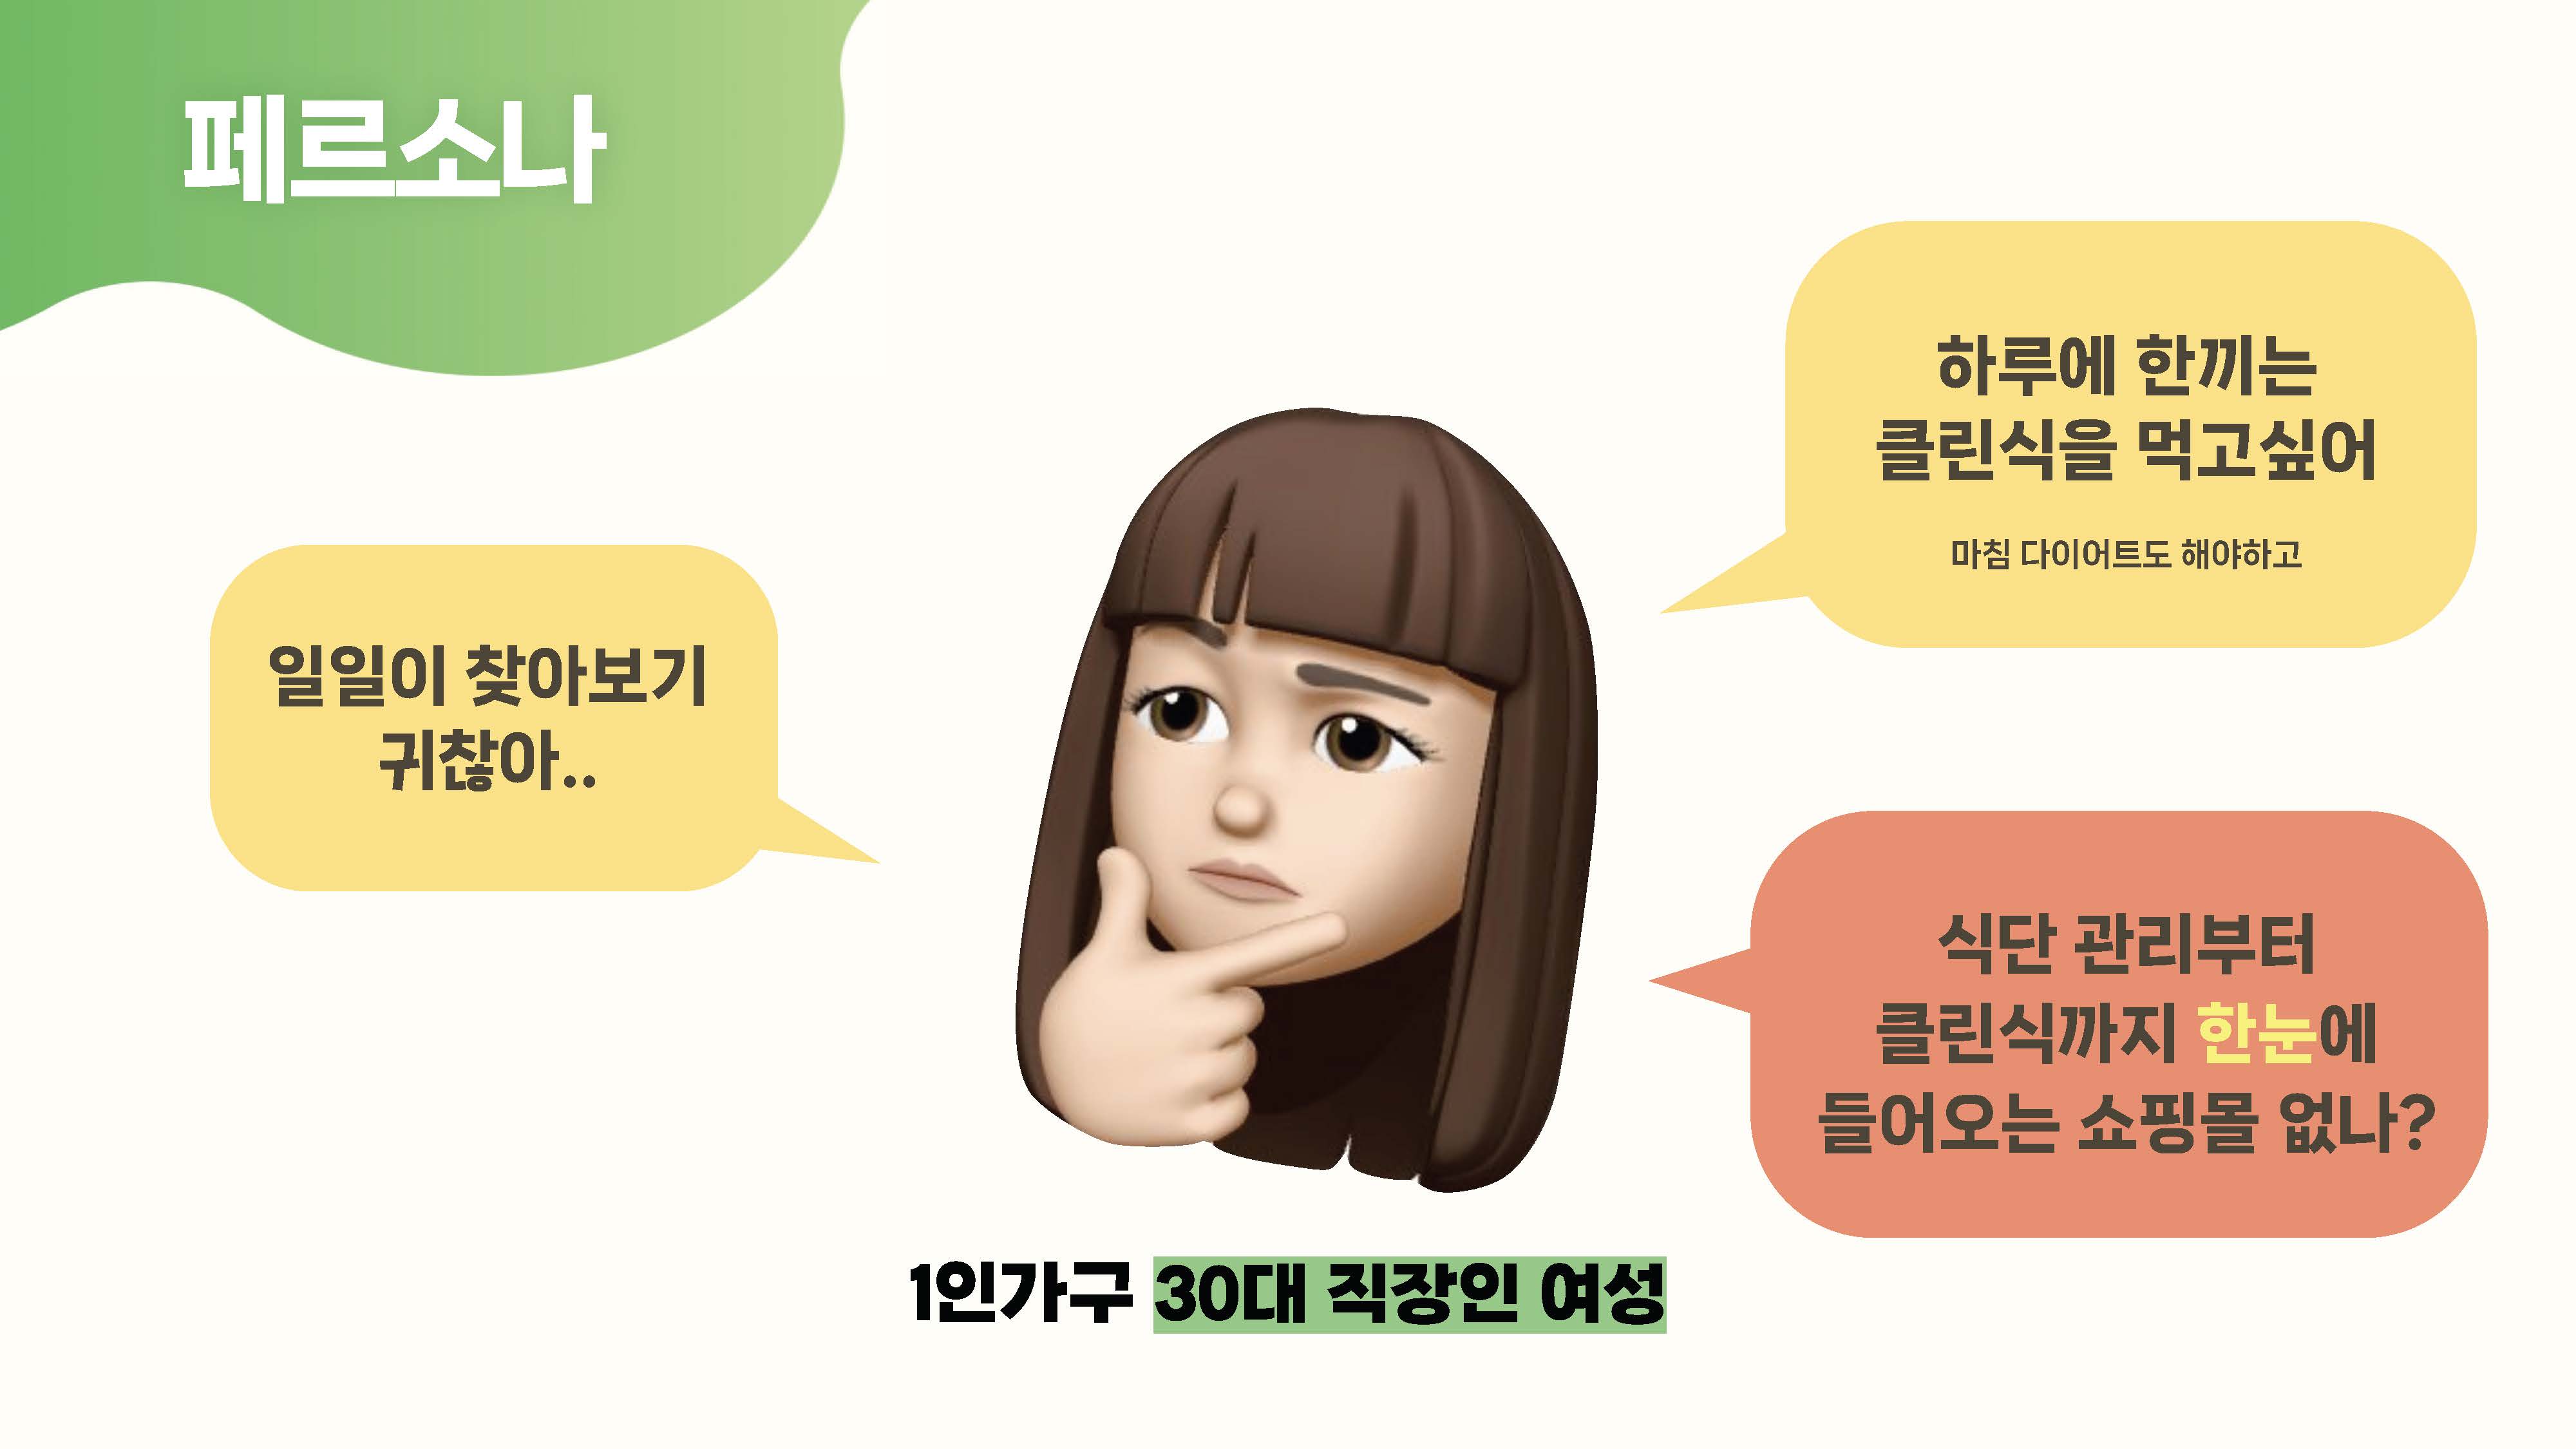 페르소나
하루에 한끼는
클린식을 먹고싶어
마침 다이어트도 해야하고
일일이 찾아보기
귀찮아..
식단 관리부터
클린식까지 한눈에
들어오는 쇼핑몰 없나?
1인가구 30대 직장인 여성